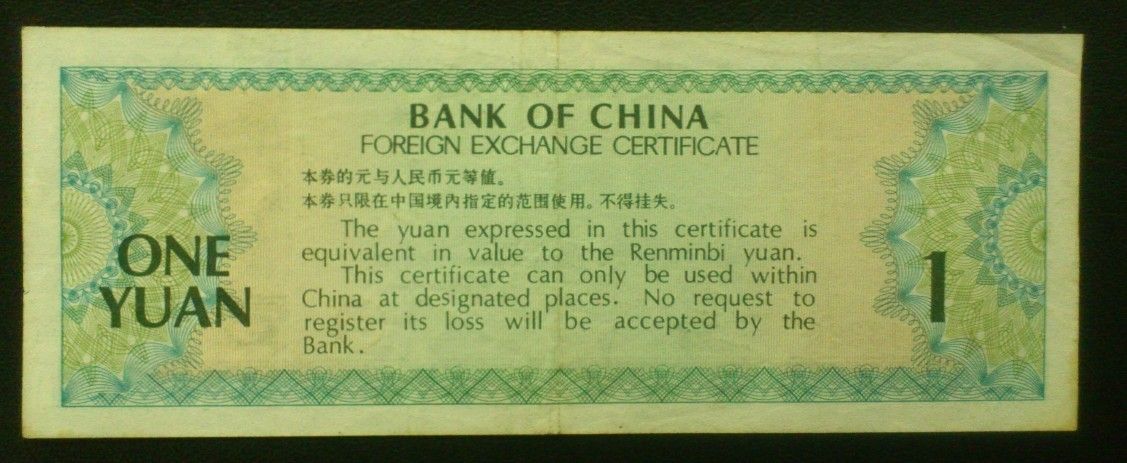 BANK OF CHINA
FOREIGN EXCHANGE CERTIFICATE
本券的元与人民币元等值。
本券只限在中国境内指定的范围使用。不得挂失。
The yuan expressed in this certificate is
equivalent in value to the Renminbi yuan.
This certificate can only be used within
China at designated places. No request to
register its loss will be accepted by the
Bank.
ONE
YUAN
1